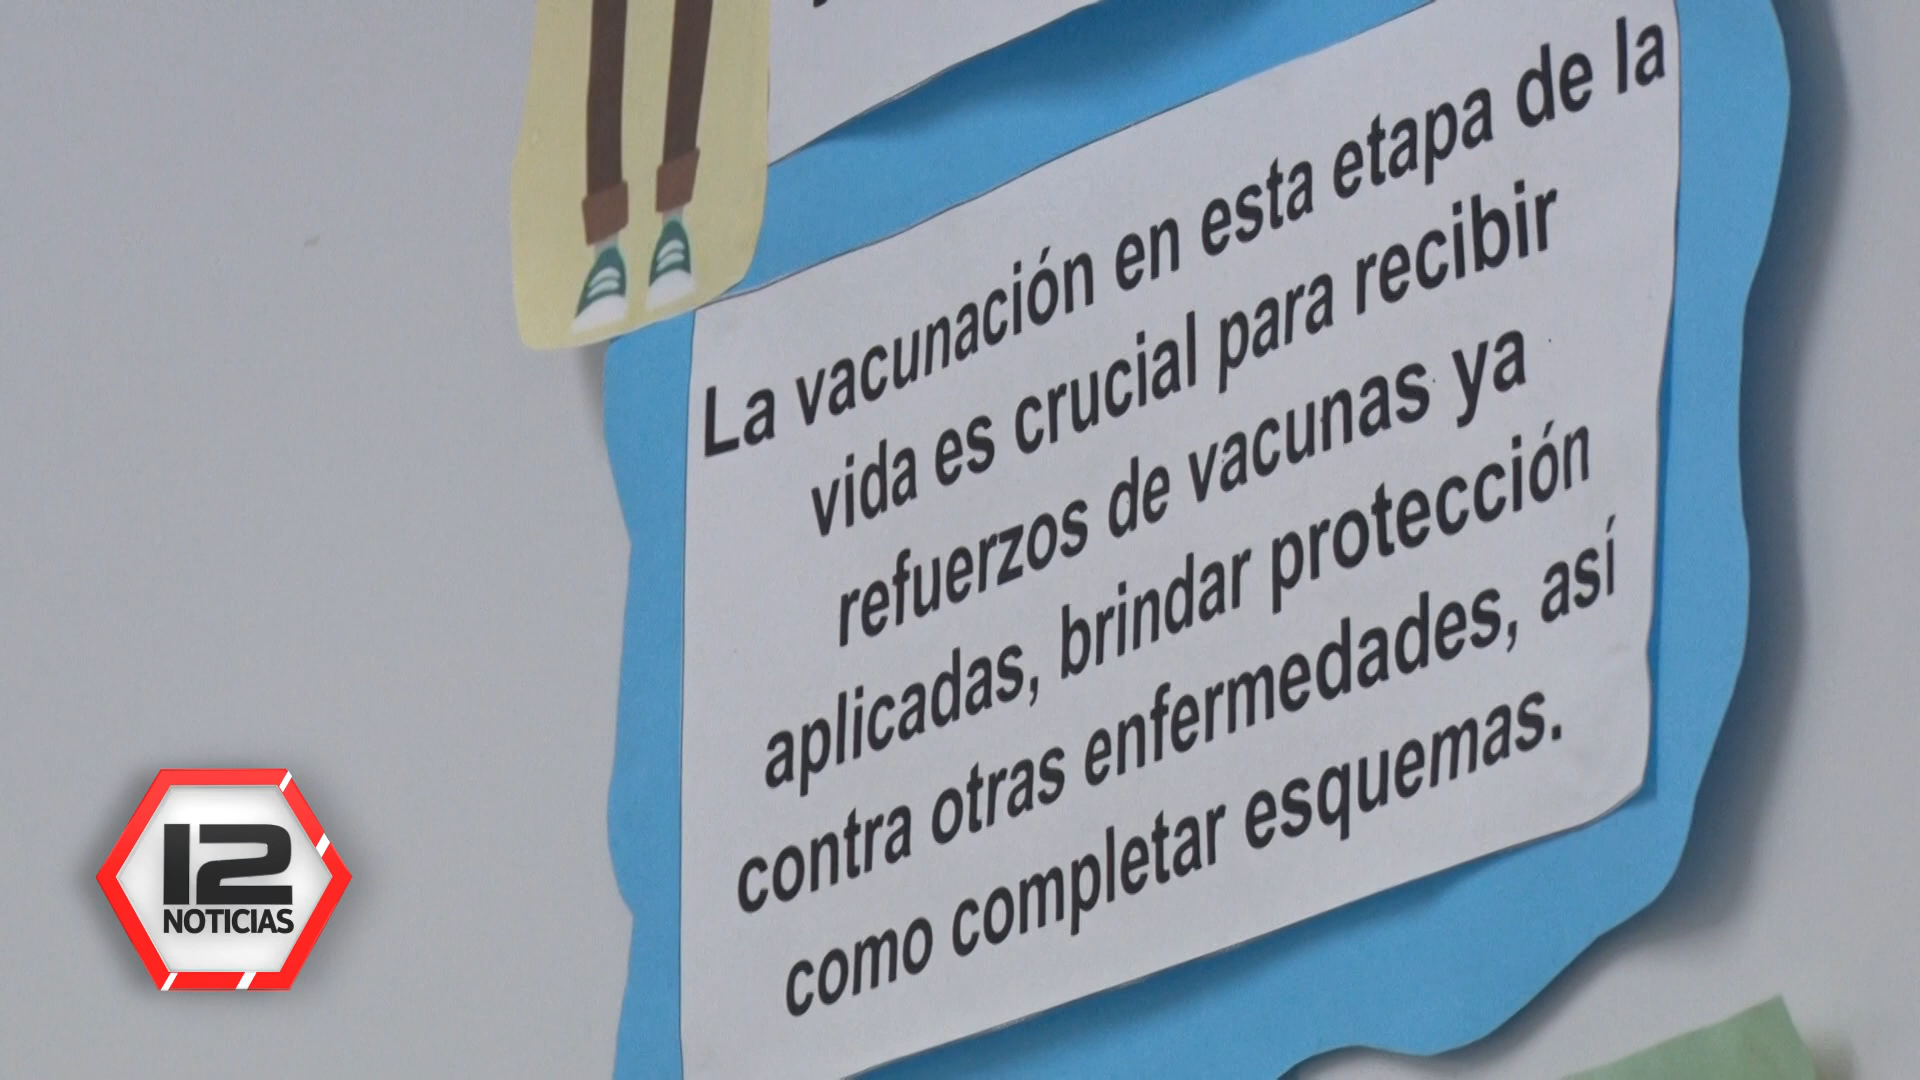 La vacunación en esta etapa de la
vida es crucial para recibir
refuerzos de vacunas ya
aplicadas, brindar protección
contra otras enfermedades, así
como completar esquemas.
12
NOTICIAS